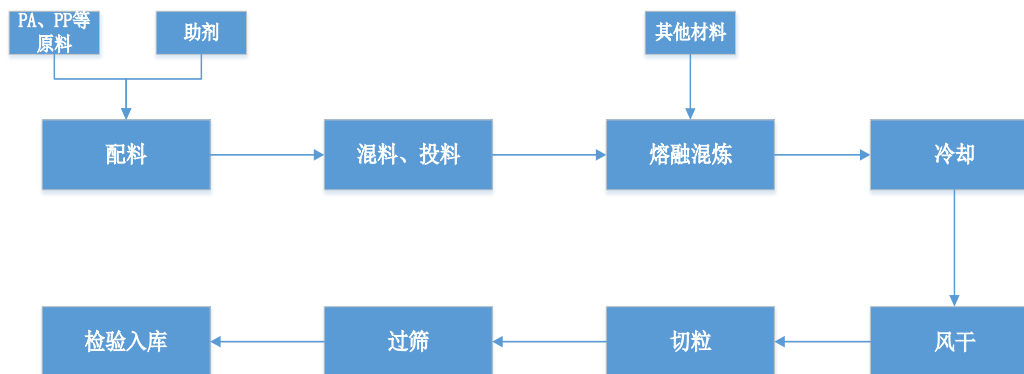 PA、PP等
原料
助剂
其他材料
配料
混料、投料
熔融混炼
冷却
检验入库
过筛
切粒
风干